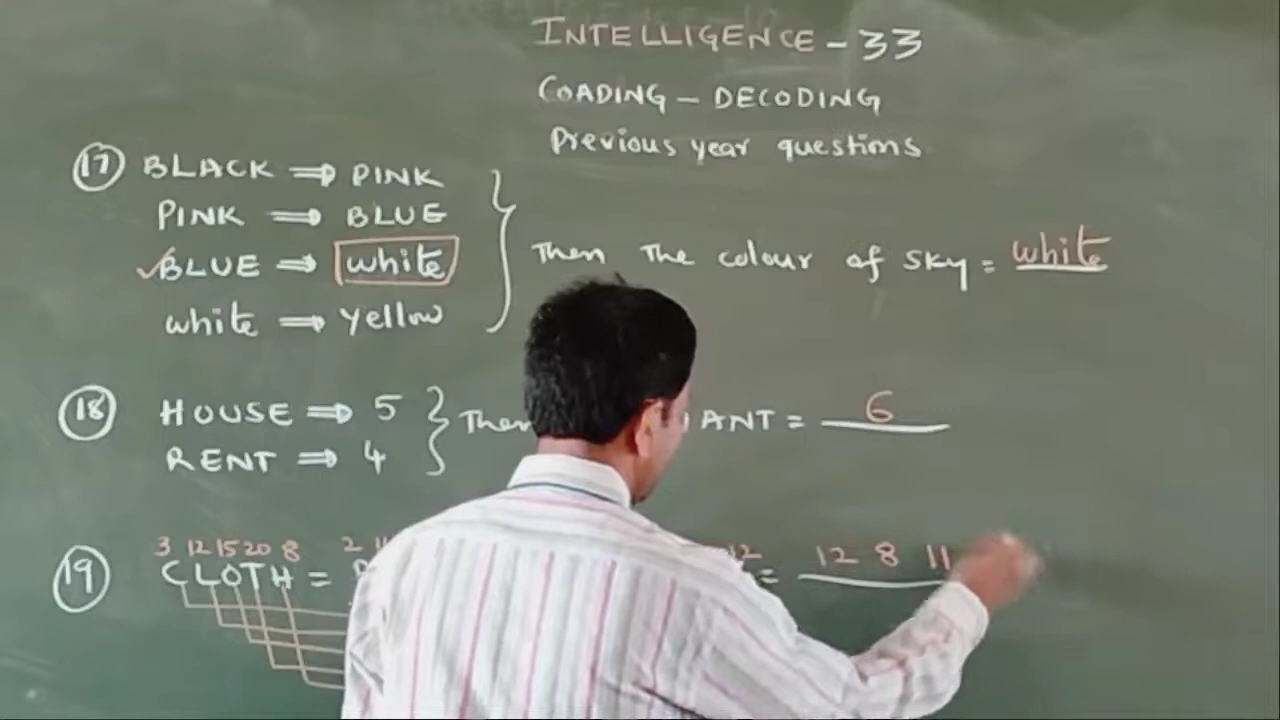 INTELLIGENCE - 33
COADING - DECODING
Previous year questions
17 BLACK ⇒ PINK
PINK ⇒ BLUE
✓BLUE ⇒ white } Then The colour of sky = white
white ⇒ yellow
18 HOUSE ⇒ 5 } Then ANT = 6
RENT ⇒ 4
3 12 15 20 8 2 12 12 8 11
19 CLOTH = =